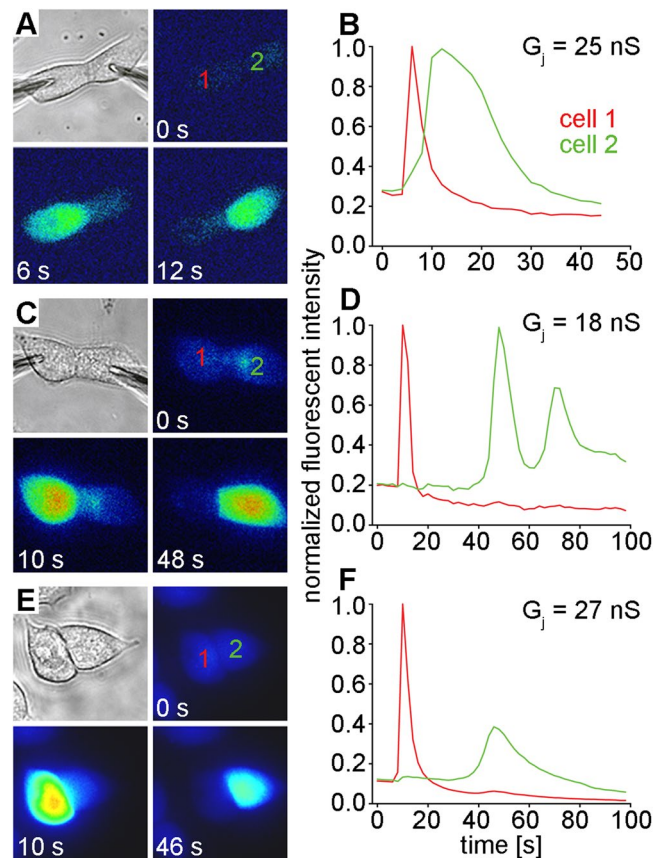 A
1
2
0 s
6 s
12 s
B
G_j = 25 nS
cell 1
cell 2
1.0
0.8
0.6
0.4
0.2
0.0
0 10 20 30 40 50
C
1
2
0 s
10 s
48 s
normalized fluorescent intensity
D
G_j = 18 nS
1.0
0.8
0.6
0.4
0.2
0.0
0 20 40 60 80 100
E
1
2
0 s
10 s
46 s
F
G_j = 27 nS
1.0
0.8
0.6
0.4
0.2
0.0
0 20 40 60 80 100
time [s]